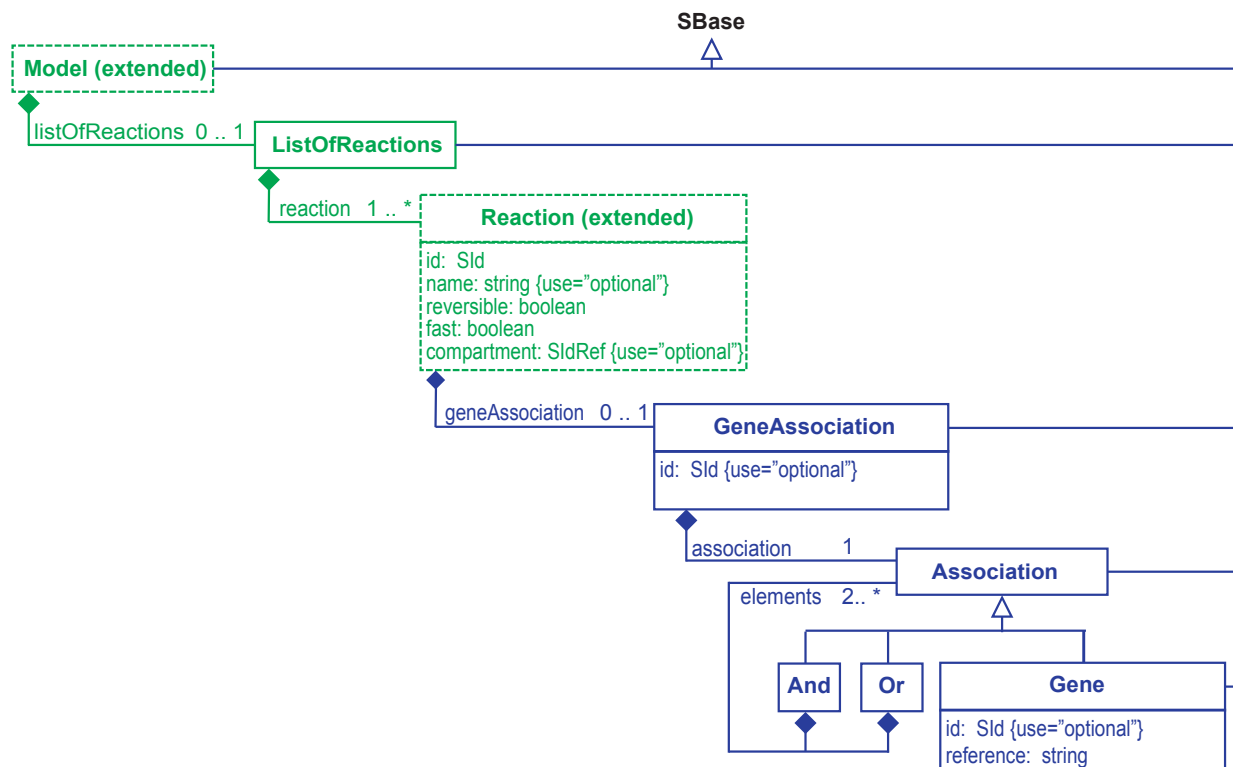 SBase
Model (extended)
listOfReactions 0 .. 1
ListOfReactions
reaction 1 .. *
Reaction (extended)
id: SId
name: string {use=”optional”}
reversible: boolean
fast: boolean
compartment: SIdRef {use=”optional”}
geneAssociation 0 .. 1
GeneAssociation
id: SId {use=”optional”}
association 1
Association
elements 2.. *
And
Or
Gene
id: SId {use=”optional”}
reference: string